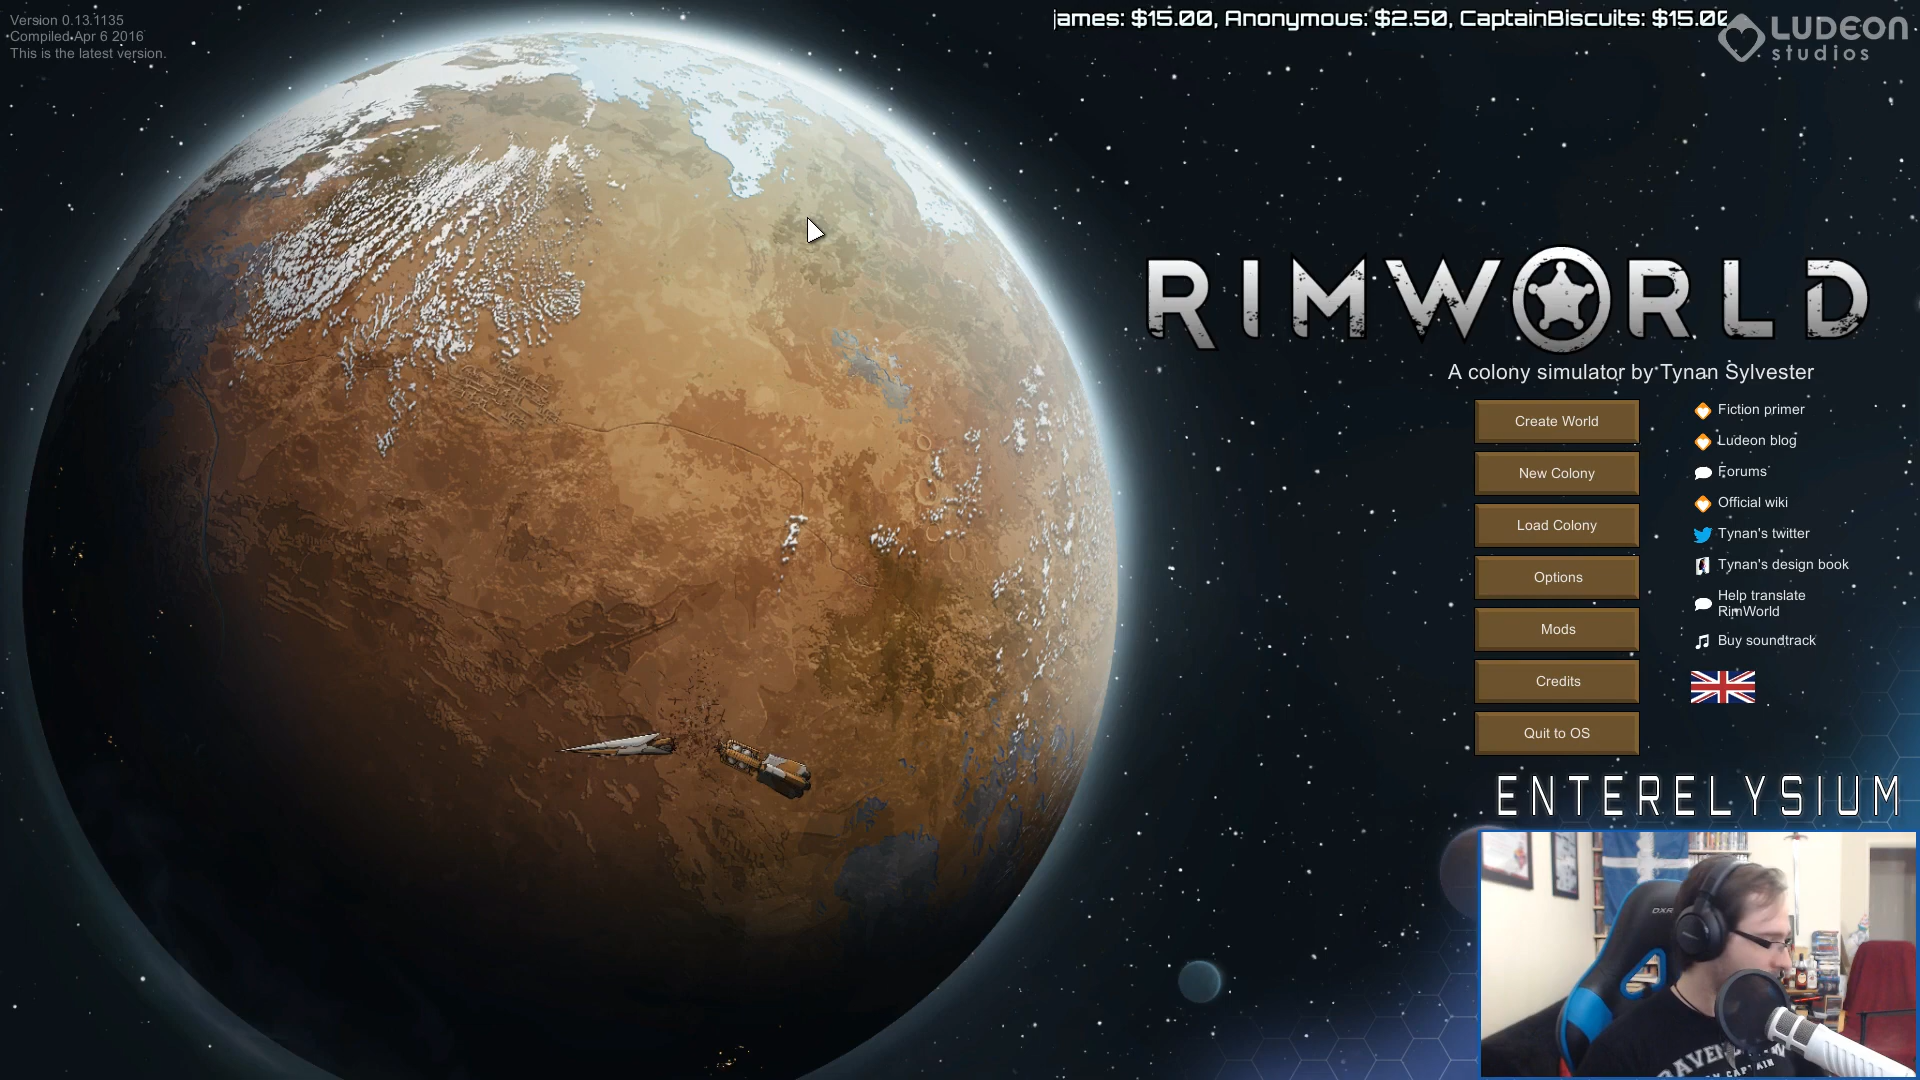 Version 0.13.1135
Compiled Apr 6 2016
This is the latest version.
james: $15.00, Anonymous: $2.50, CaptainBiscuits: $15.00
LUDEON
studios
RIMWORLD
A colony simulator by Tynan Sylvester
Create World
New Colony
Load Colony
Options
Mods
Credits
Quit to OS
Fiction primer
Ludeon blog
Forums
Official wiki
Tynan's twitter
Tynan's design book
Help translate
RimWorld
Buy soundtrack
ENTERELYSIUM
DXR